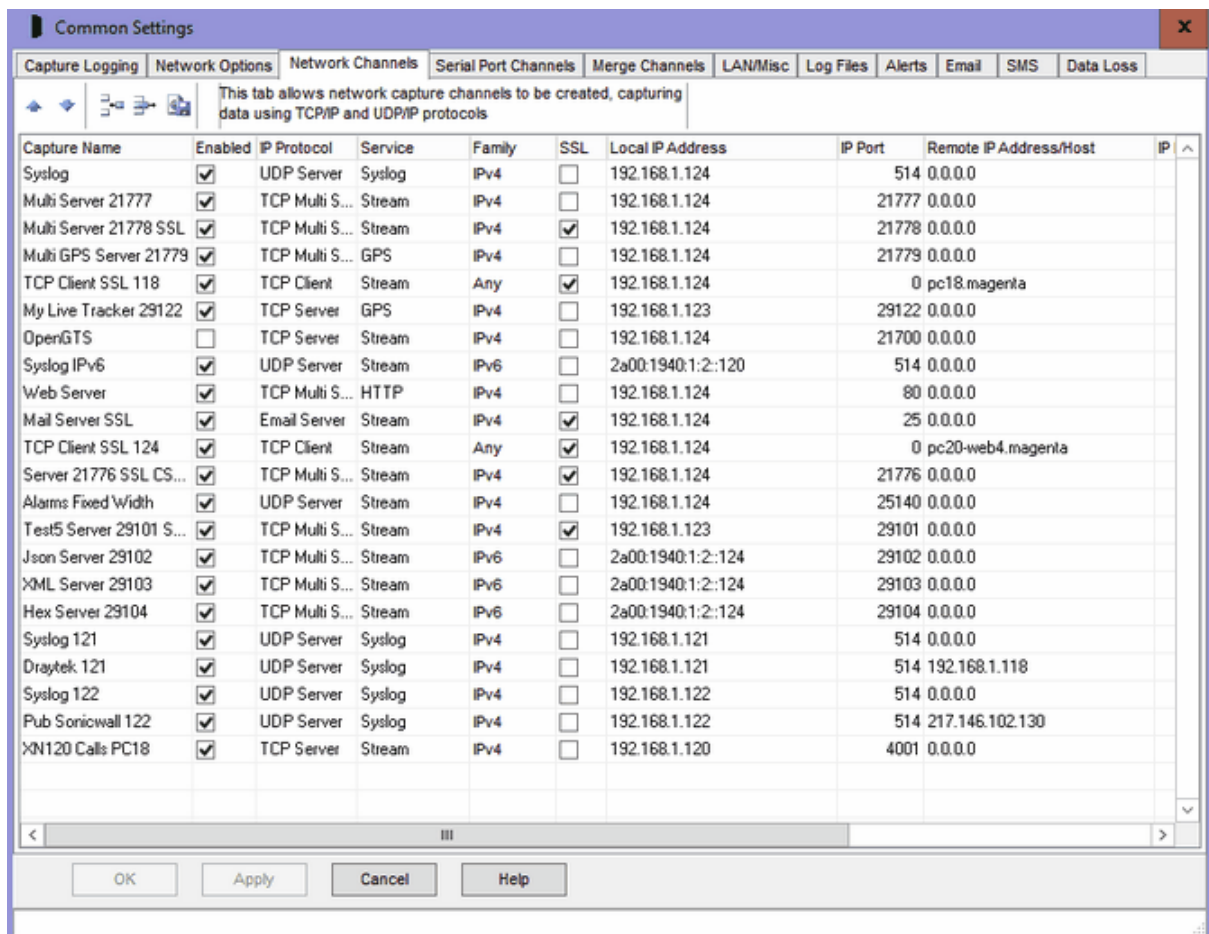 Common Settings
x
Capture Logging Network Options Network Channels Serial Port Channels Merge Channels LAN/Misc Log Files Alerts Email SMS Data Loss
This tab allows network capture channels to be created, capturing
data using TCP/IP and UDP/IP protocols
Capture Name Enabled IP Protocol Service Family SSL Local IP Address IP Port Remote IP Address/Host IP
Syslog UDP Server Syslog IPv4 192.168.1.124 514 0.0.0.0
Multi Server 21777 TCP Multi S... Stream IPv4 192.168.1.124 21777 0.0.0.0
Multi Server 21778 SSL TCP Multi S... Stream IPv4 192.168.1.124 21778 0.0.0.0
Multi GPS Server 21779 TCP Multi S... GPS IPv4 192.168.1.124 21779 0.0.0.0
TCP Client SSL 118 TCP Client Stream Any 192.168.1.124 0 pc18.magenta
My Live Tracker 29122 TCP Server GPS IPv4 192.168.1.123 29122 0.0.0.0
OpenGTS TCP Server Stream IPv4 192.168.1.124 21700 0.0.0.0
Syslog IPv6 UDP Server Stream IPv6 2a00:1940:1:2::120 514 0.0.0.0
Web Server TCP Multi S... HTTP IPv4 192.168.1.124 80 0.0.0.0
Mail Server SSL Email Server Stream IPv4 192.168.1.124 25 0.0.0.0
TCP Client SSL 124 TCP Client Stream Any 192.168.1.124 0 pc20-web4.magenta
Server 21776 SSL CS... TCP Multi S... Stream IPv4 192.168.1.124 21776 0.0.0.0
Alarms Fixed Width UDP Server Stream IPv4 192.168.1.124 25140 0.0.0.0
Test5 Server 29101 S... TCP Multi S... Stream IPv4 192.168.1.123 29101 0.0.0.0
Json Server 29102 TCP Multi S... Stream IPv6 2a00:1940:1:2::124 29102 0.0.0.0
XML Server 29103 TCP Multi S... Stream IPv6 2a00:1940:1:2::124 29103 0.0.0.0
Hex Server 29104 TCP Multi S... Stream IPv6 2a00:1940:1:2::124 29104 0.0.0.0
Syslog 121 UDP Server Syslog IPv4 192.168.1.121 514 0.0.0.0
Draytek 121 UDP Server Syslog IPv4 192.168.1.121 514 192.168.1.118
Syslog 122 UDP Server Syslog IPv4 192.168.1.122 514 0.0.0.0
Pub Sonicwall 122 UDP Server Syslog IPv4 192.168.1.122 514 217.146.102.130
XN120 Calls PC18 TCP Server Stream IPv4 192.168.1.120 4001 0.0.0.0
OK Apply Cancel Help